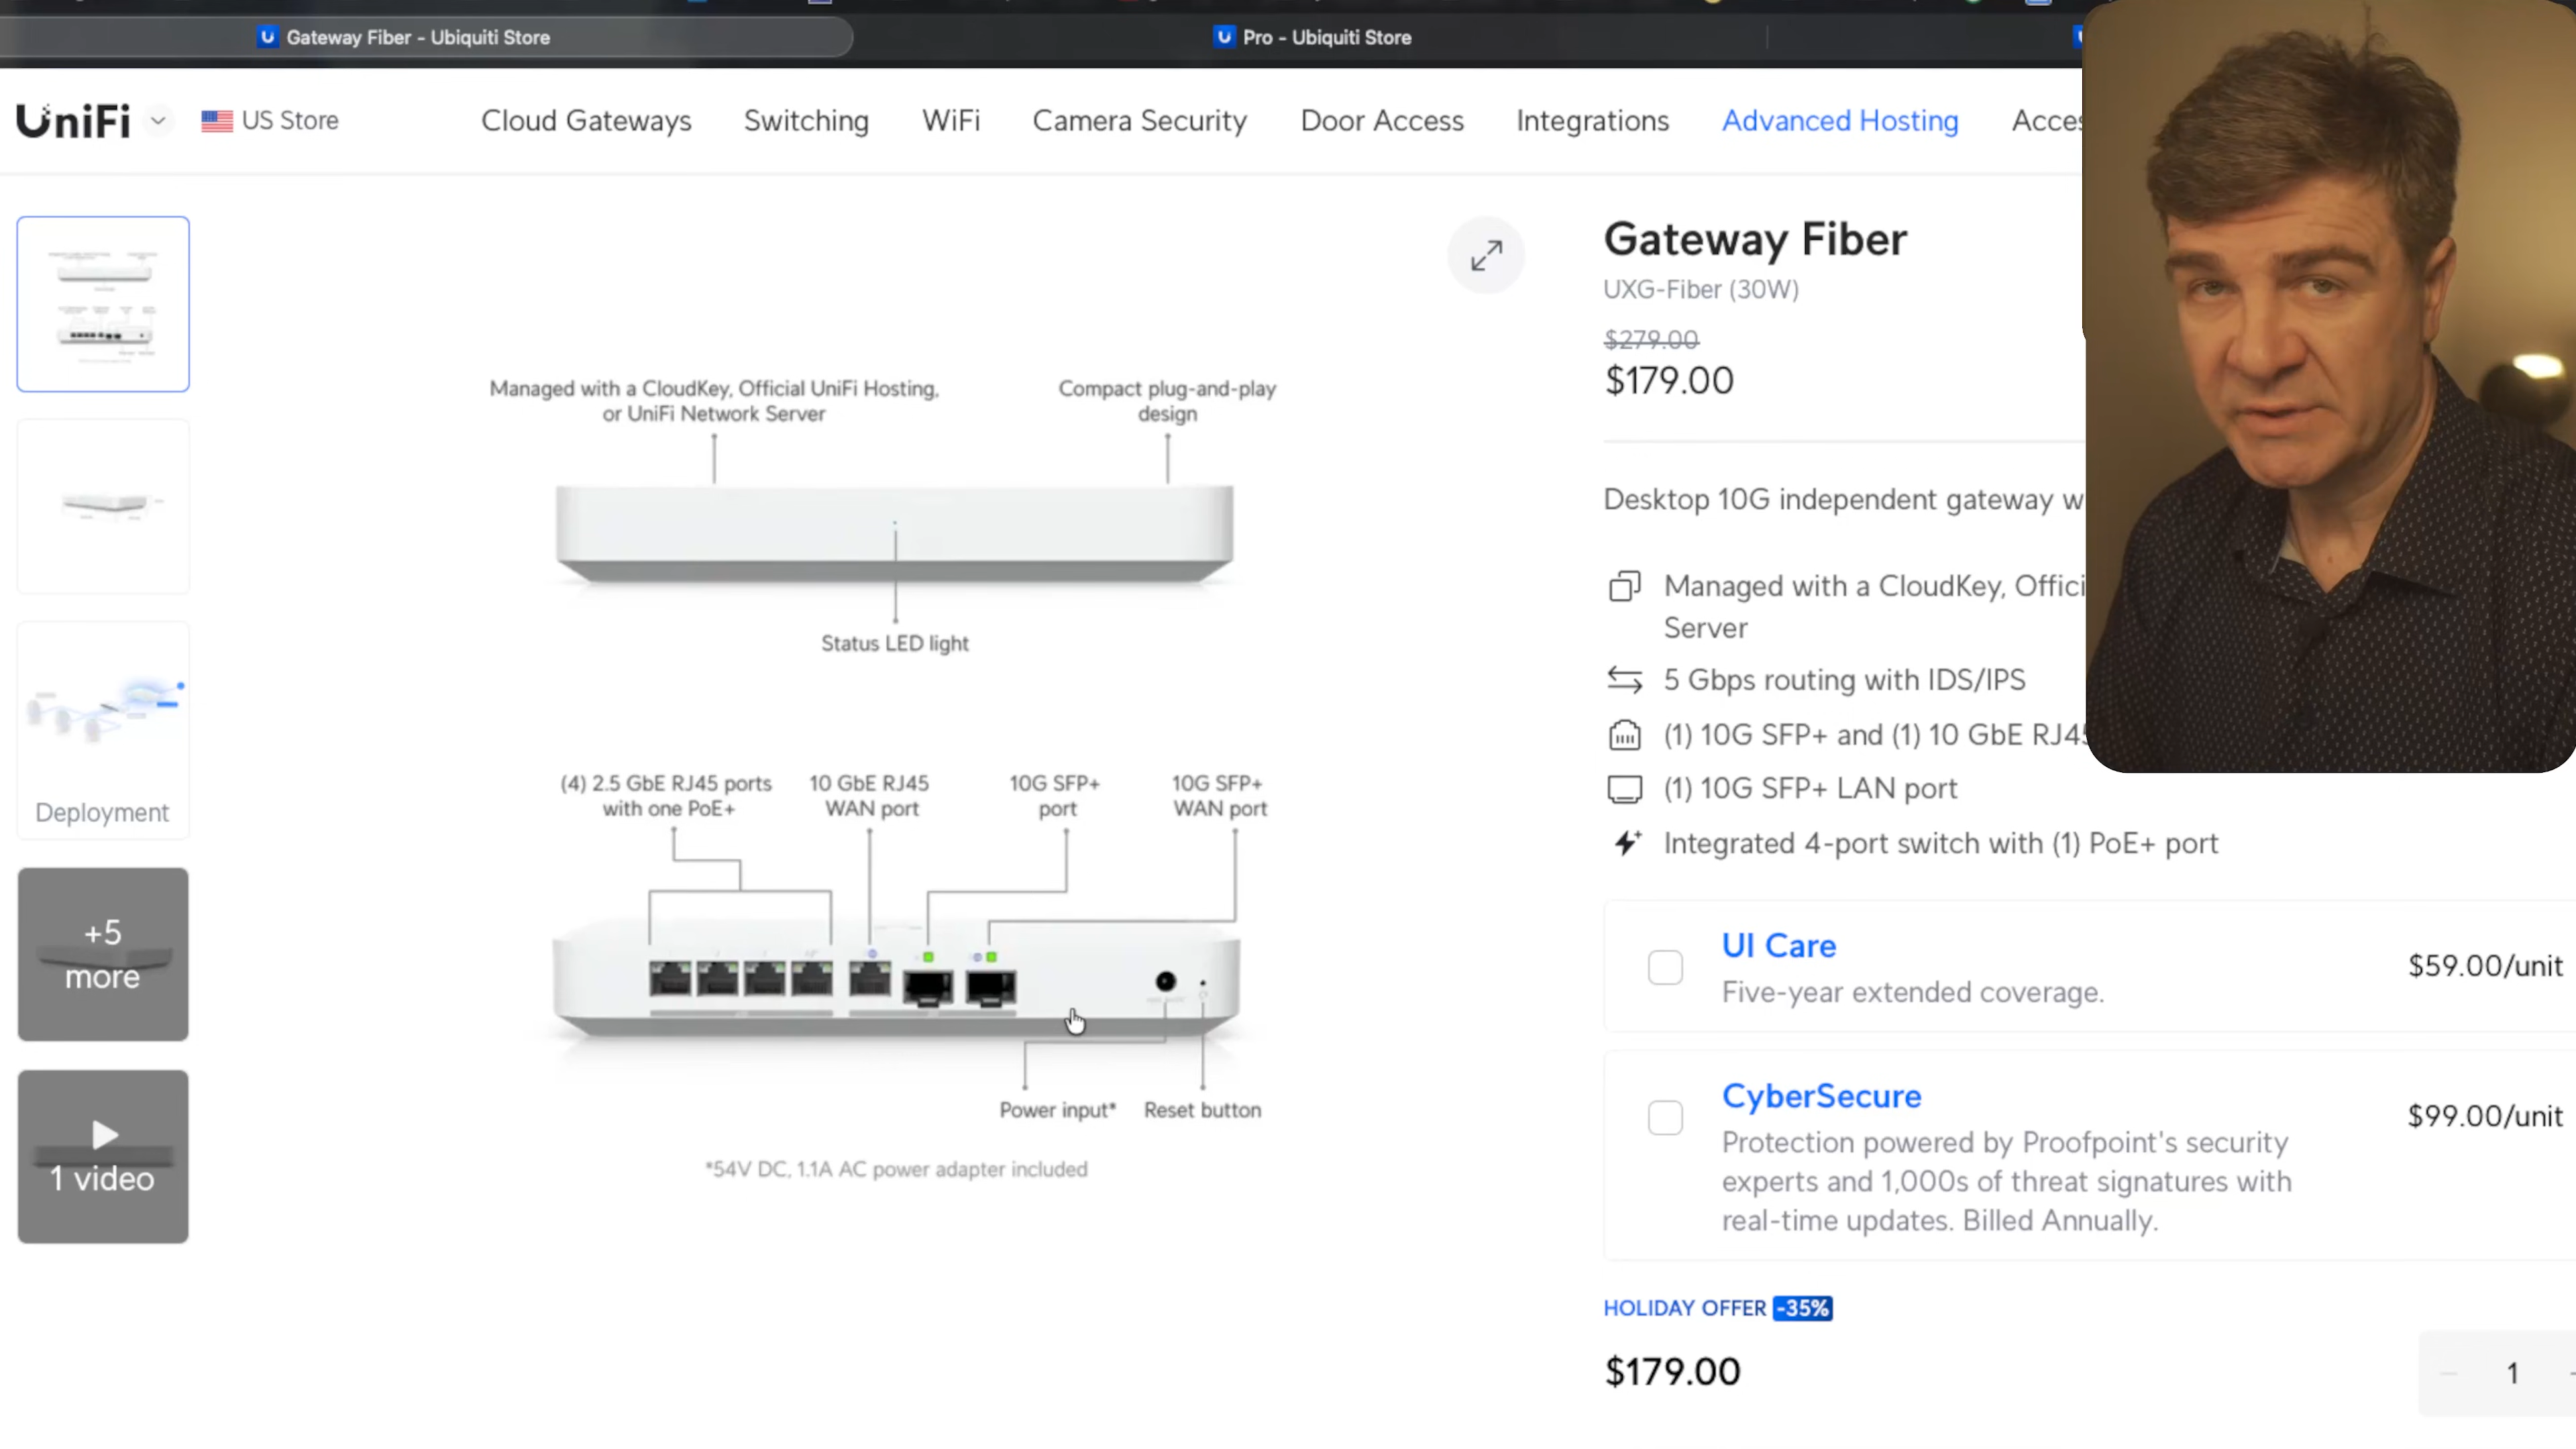 Gateway Fiber - Ubiquiti Store
Pro - Ubiquiti Store
UniFi
US Store
Cloud Gateways
Switching
WiFi
Camera Security
Door Access
Integrations
Advanced Hosting
Acces
Deployment
+5
more
1 video
Managed with a CloudKey, Official UniFi Hosting,
or UniFi Network Server
Compact plug-and-play
design
Status LED light
(4) 2.5 GbE RJ45 ports
with one PoE+
10 GbE RJ45
WAN port
10G SFP+
port
10G SFP+
WAN port
Power input*
Reset button
*54V DC, 1.1A AC power adapter included
Gateway Fiber
UXG-Fiber (30W)
$279.00
$179.00
Desktop 10G independent gateway w
Managed with a CloudKey, Offici
Server
5 Gbps routing with IDS/IPS
(1) 10G SFP+ and (1) 10 GbE RJ45
(1) 10G SFP+ LAN port
Integrated 4-port switch with (1) PoE+ port
UI Care
$59.00/unit
Five-year extended coverage.
CyberSecure
$99.00/unit
Protection powered by Proofpoint's security
experts and 1,000s of threat signatures with
real-time updates. Billed Annually.
HOLIDAY OFFER -35%
$179.00
1